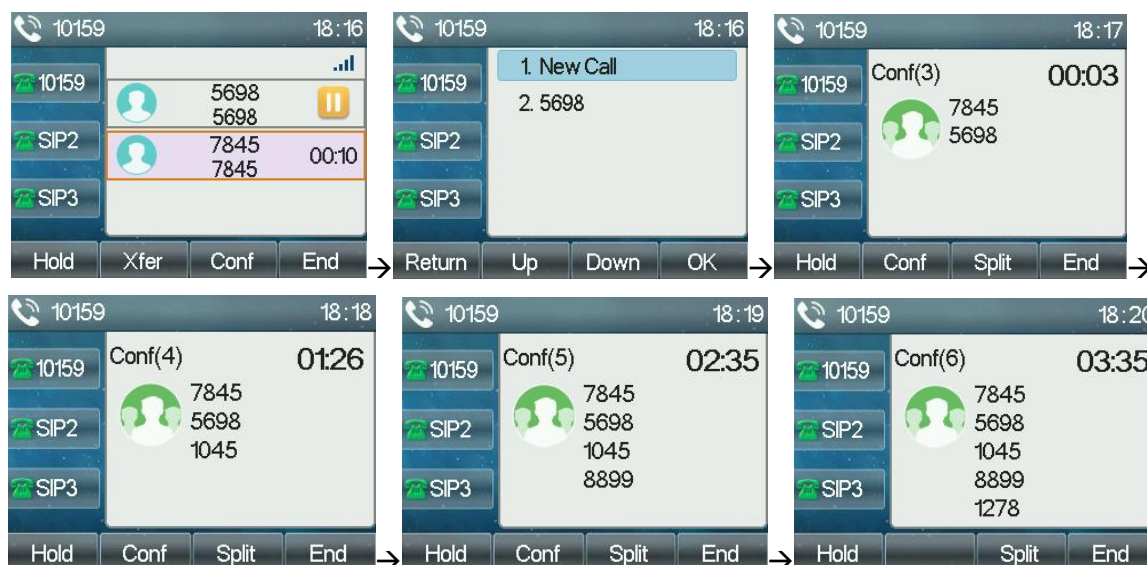 10159 18:16
10159
SIP2
SIP3
5698
5698
7845
7845 00:10
Hold Xfer Conf End →
10159 18:16
10159
SIP2
SIP3
1. New Call
2. 5698
Return Up Down OK →
10159 18:17
10159
SIP2
SIP3
Conf(3) 00:03
7845
5698
Hold Conf Split End →
10159 18:18
10159
SIP2
SIP3
Conf(4) 01:26
7845
5698
1045
Hold Conf Split End →
10159 18:19
10159
SIP2
SIP3
Conf(5) 02:35
7845
5698
1045
8899
Hold Conf Split End →
10159 18:20
10159
SIP2
SIP3
Conf(6) 03:35
7845
5698
1045
8899
1278
Hold Split End